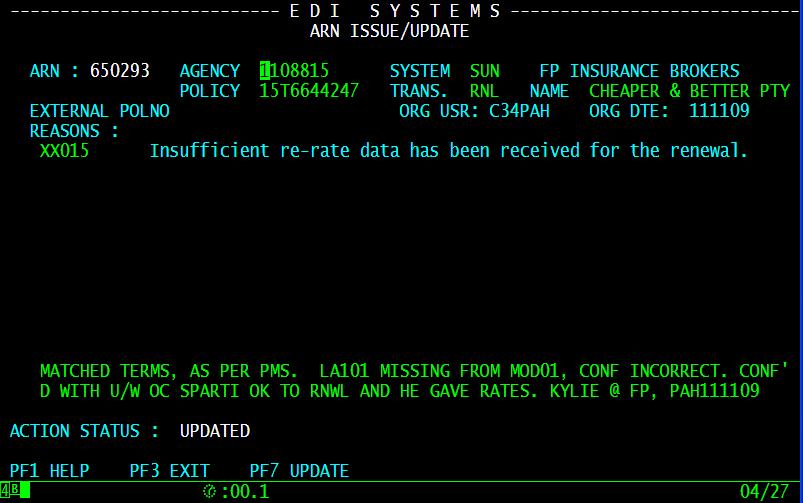 --------------------------- E D I   S Y S T E M S -----------------------------
ARN ISSUE/UPDATE
ARN : 650293   AGENCY  1108815      SYSTEM  SUN    FP INSURANCE BROKERS
POLICY  15T6644247   TRANS.  RNL   NAME  CHEAPER & BETTER PTY
EXTERNAL POLNO                       ORG USR: C34PAH    ORG DTE:  111109
REASONS :
XX015      Insufficient re-rate data has been received for the renewal.
MATCHED TERMS, AS PER PMS.  LA101 MISSING FROM MOD01, CONF INCORRECT. CONF'
D WITH U/W OC SPARTI OK TO RNWL AND HE GAVE RATES. KYLIE @ FP, PAH111109
ACTION STATUS :  UPDATED
PF1 HELP    PF3 EXIT    PF7 UPDATE
4B :00.1 04/27